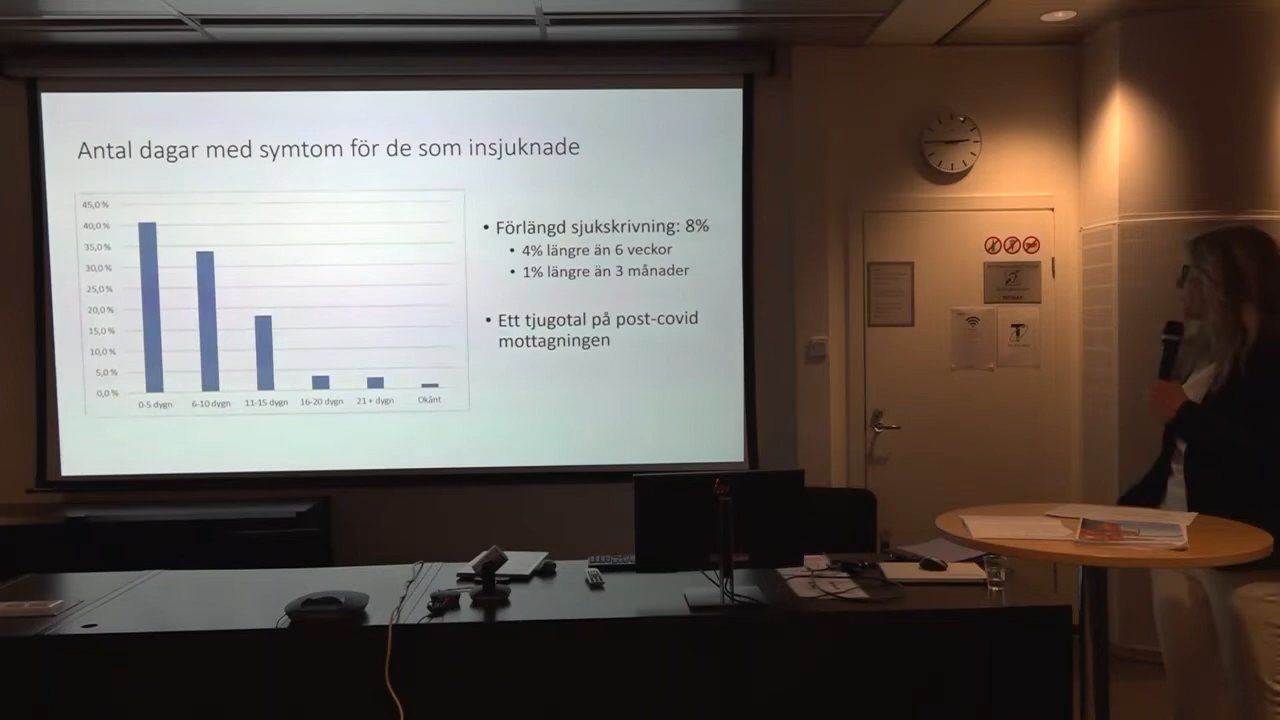 Antal dagar med symtom för de som insjuknade
45,0 %
40,0 %
35,0 %
30,0 %
25,0 %
20,0 %
15,0 %
10,0 %
5,0 %
0,0 %
0-5 dygn
6-10 dygn
11-15 dygn
16-20 dygn
21 + dygn
Okänt
• Förlängd sjukskrivning: 8%
• 4% längre än 6 veckor
• 1% längre än 3 månader
• Ett tjugotal på post-covid
mottagningen